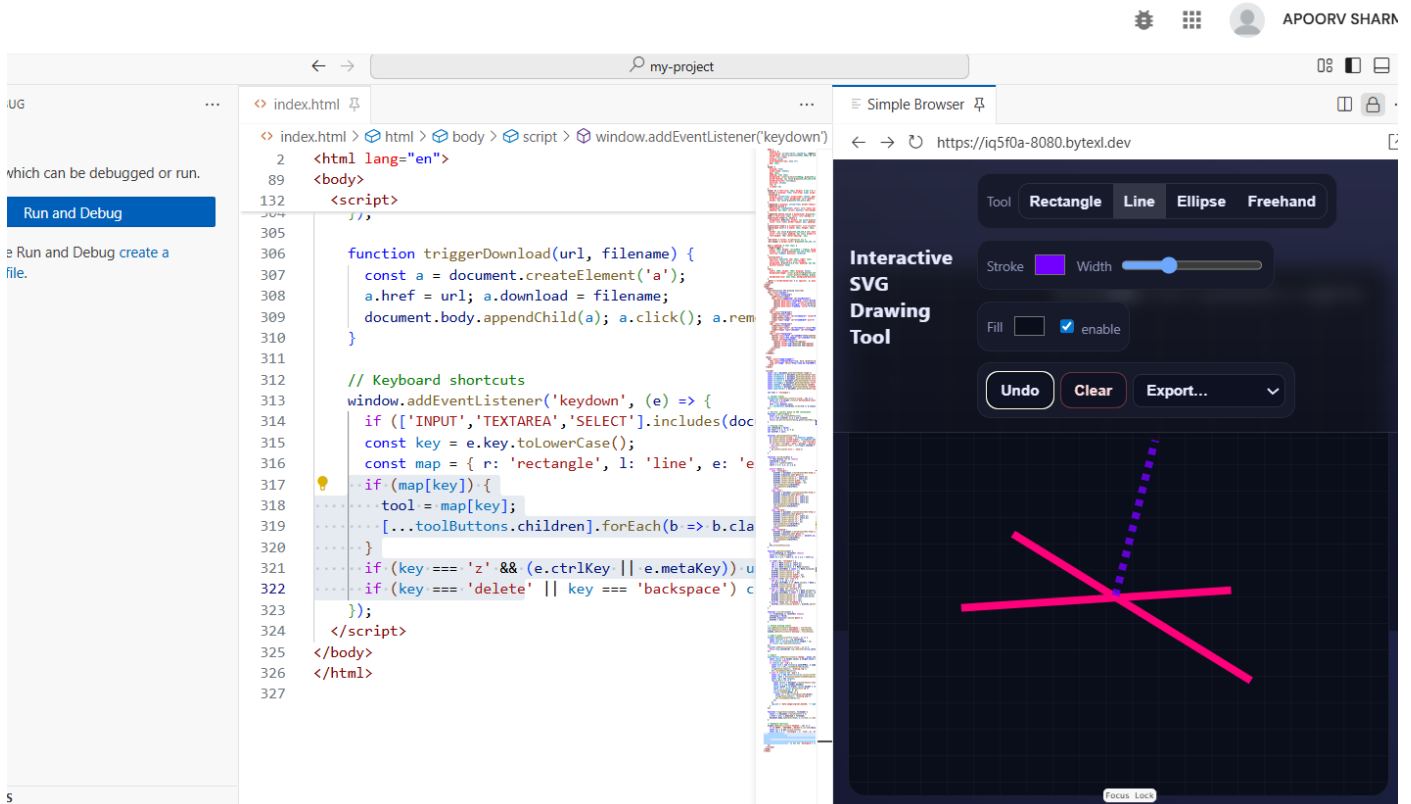 APOORV SHARM
my-project
UG
index.html
Simple Browser
index.html > html > body > script > window.addEventListener('keydown')
https://iq5f0a-8080.bytexl.dev
which can be debugged or run.
Run and Debug
e Run and Debug create a
file.
2 <html lang="en">
89 <body>
132 <script>
304 });
305
306 function triggerDownload(url, filename) {
307 const a = document.createElement('a');
308 a.href = url; a.download = filename;
309 document.body.appendChild(a); a.click(); a.rem
310 }
311
312 // Keyboard shortcuts
313 window.addEventListener('keydown', (e) => {
314 if (['INPUT','TEXTAREA','SELECT'].includes(doc
315 const key = e.key.toLowerCase();
316 const map = { r: 'rectangle', l: 'line', e: 'e
317 if (map[key]) {
318 tool = map[key];
319 [...toolButtons.children].forEach(b => b.cla
320 }
321 if (key === 'z' && (e.ctrlKey || e.metaKey)) u
322 if (key === 'delete' || key === 'backspace') c
323 });
324 </script>
325 </body>
326 </html>
327
Tool Rectangle Line Ellipse Freehand
Interactive
SVG
Drawing
Tool
Stroke Width
Fill enable
Undo Clear Export...
Focus Lock
S